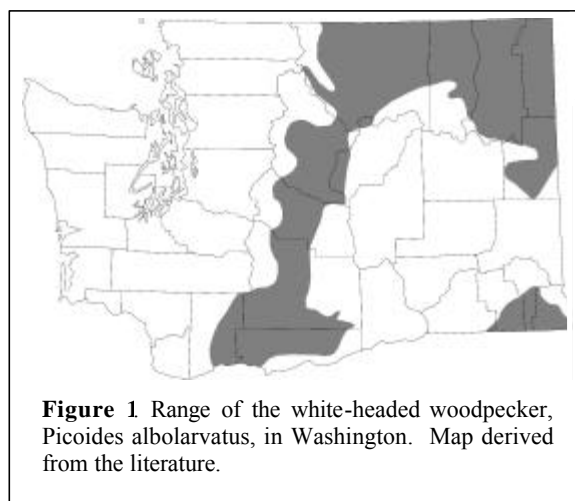 Figure 1 Range of the white-headed woodpecker,
Picoides albolarvatus, in Washington. Map derived
from the literature.